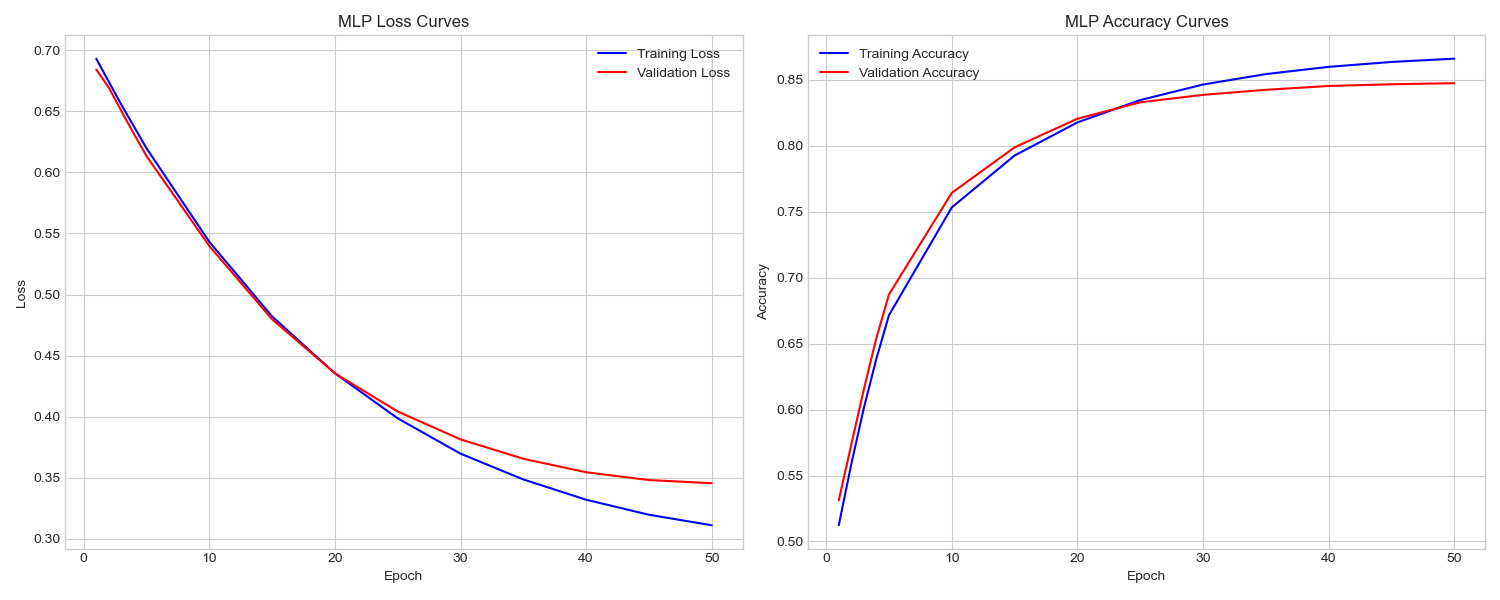 MLP Loss Curves
Training Loss
Validation Loss
0.70
0.65
0.60
0.55
0.50
0.45
0.40
0.35
0.30
Loss
0 10 20 30 40 50
Epoch
MLP Accuracy Curves
Training Accuracy
Validation Accuracy
0.85
0.80
0.75
0.70
0.65
0.60
0.55
0.50
Accuracy
0 10 20 30 40 50
Epoch